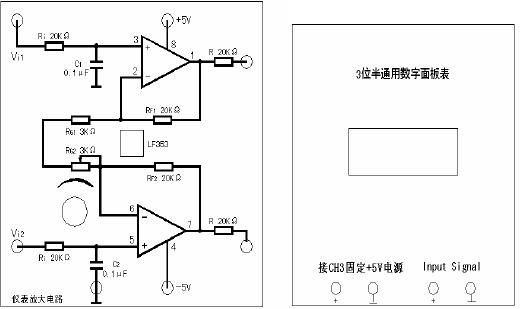 +5V
Ri 20KΩ
3
+
8
R 20KΩ
Vi1
C1
0.1μF
1
2
−
RG1 3KΩ
RF1 20KΩ
RG2 3KΩ
LF353
RF2 20KΩ
6
−
7
R 20KΩ
Vi2
5
+
4
Ri 20KΩ
C2
0.1μF
−5V
仪表放大电路
3位半通用数字面板表
接CH3固定+5V电源
Input Signal
+
+